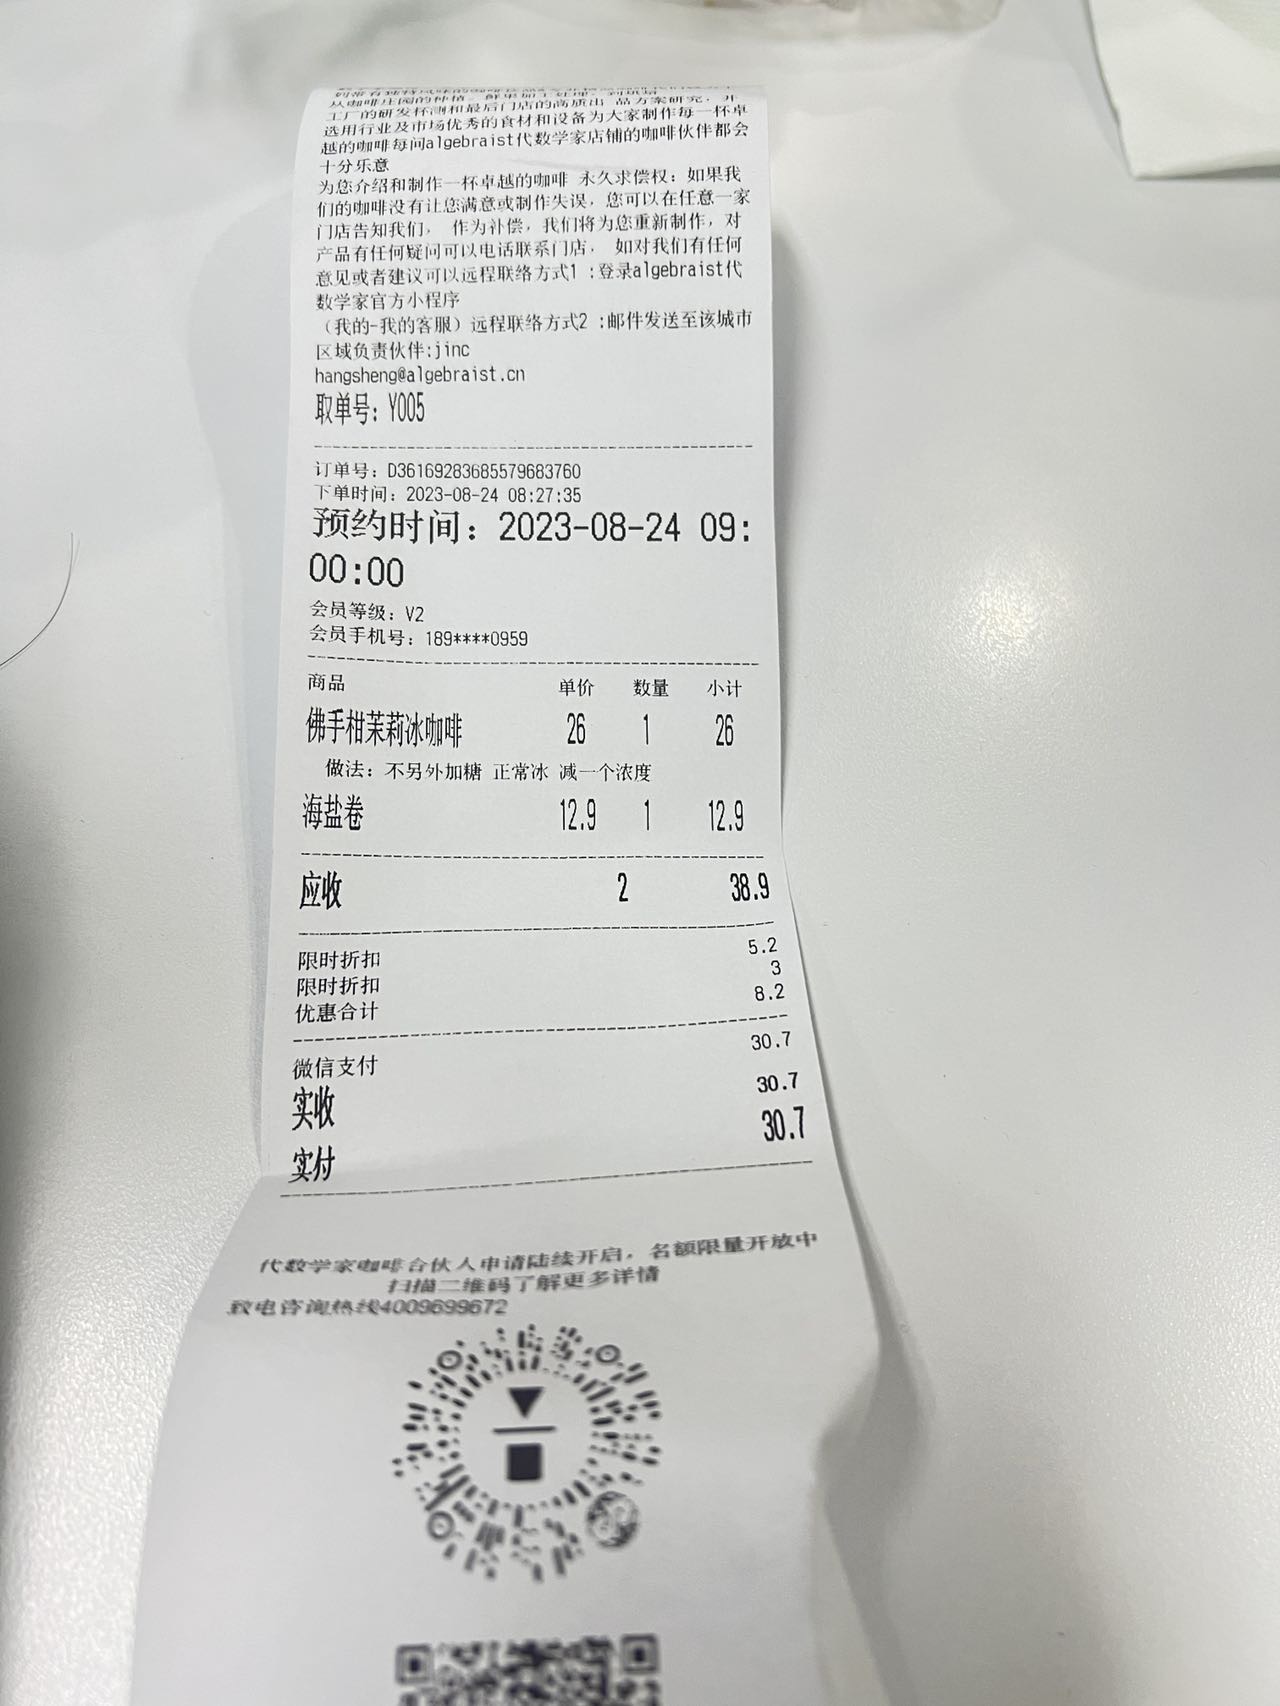 从咖啡庄园的种植、鲜果加工处理、到烘焙
工厂的研发杯测和最后门店的高质出 品方案研究，并
选用行业及市场优秀的食材和设备为大家制作每一杯卓
越的咖啡每间algebraist代数学家店铺的咖啡伙伴都会
十分乐意
为您介绍和制作一杯卓越的咖啡 永久求偿权：如果我
们的咖啡没有让您满意或制作失误，您可以在任意一家
门店告知我们， 作为补偿，我们将为您重新制作，对
产品有任何疑问可以电话联系门店， 如对我们有任何
意见或者建议可以远程联络方式1 :登录algebraist代
数学家官方小程序
（我的-我的客服）远程联络方式2 :邮件发送至该城市
区域负责伙伴:jinc
hangsheng@algebraist.cn
取单号：Y005
订单号：D36169283685579683760
下单时间：2023-08-24 08:27:35
预约时间：2023-08-24 09:
00:00
会员等级：V2
会员手机号：189****0959
商品 单价 数量 小计
佛手柑茉莉冰咖啡 26 1 26
做法：不另外加糖 正常冰 减一个浓度
海盐卷 12.9 1 12.9
应收 2 38.9
限时折扣 5.2
限时折扣 3
优惠合计 8.2
微信支付 30.7
实收 30.7
实付 30.7
代数学家咖啡合伙人申请陆续开启，名额限量开放中
扫描二维码了解更多详情
致电咨询热线4009699672